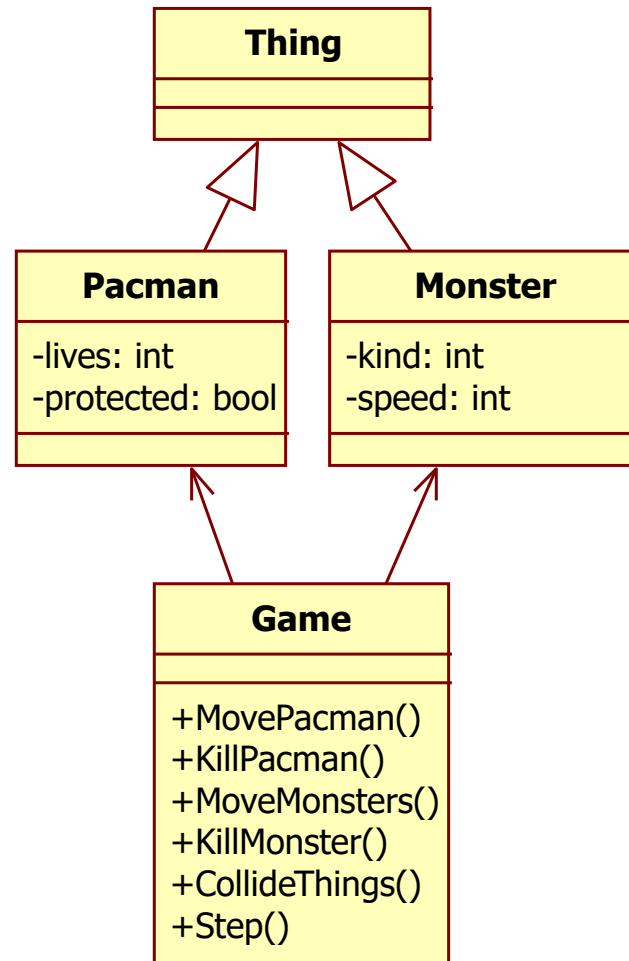 Thing
Pacman
-lives: int
-protected: bool
Monster
-kind: int
-speed: int
Game
+MovePacman()
+KillPacman()
+MoveMonsters()
+KillMonster()
+CollideThings()
+Step()